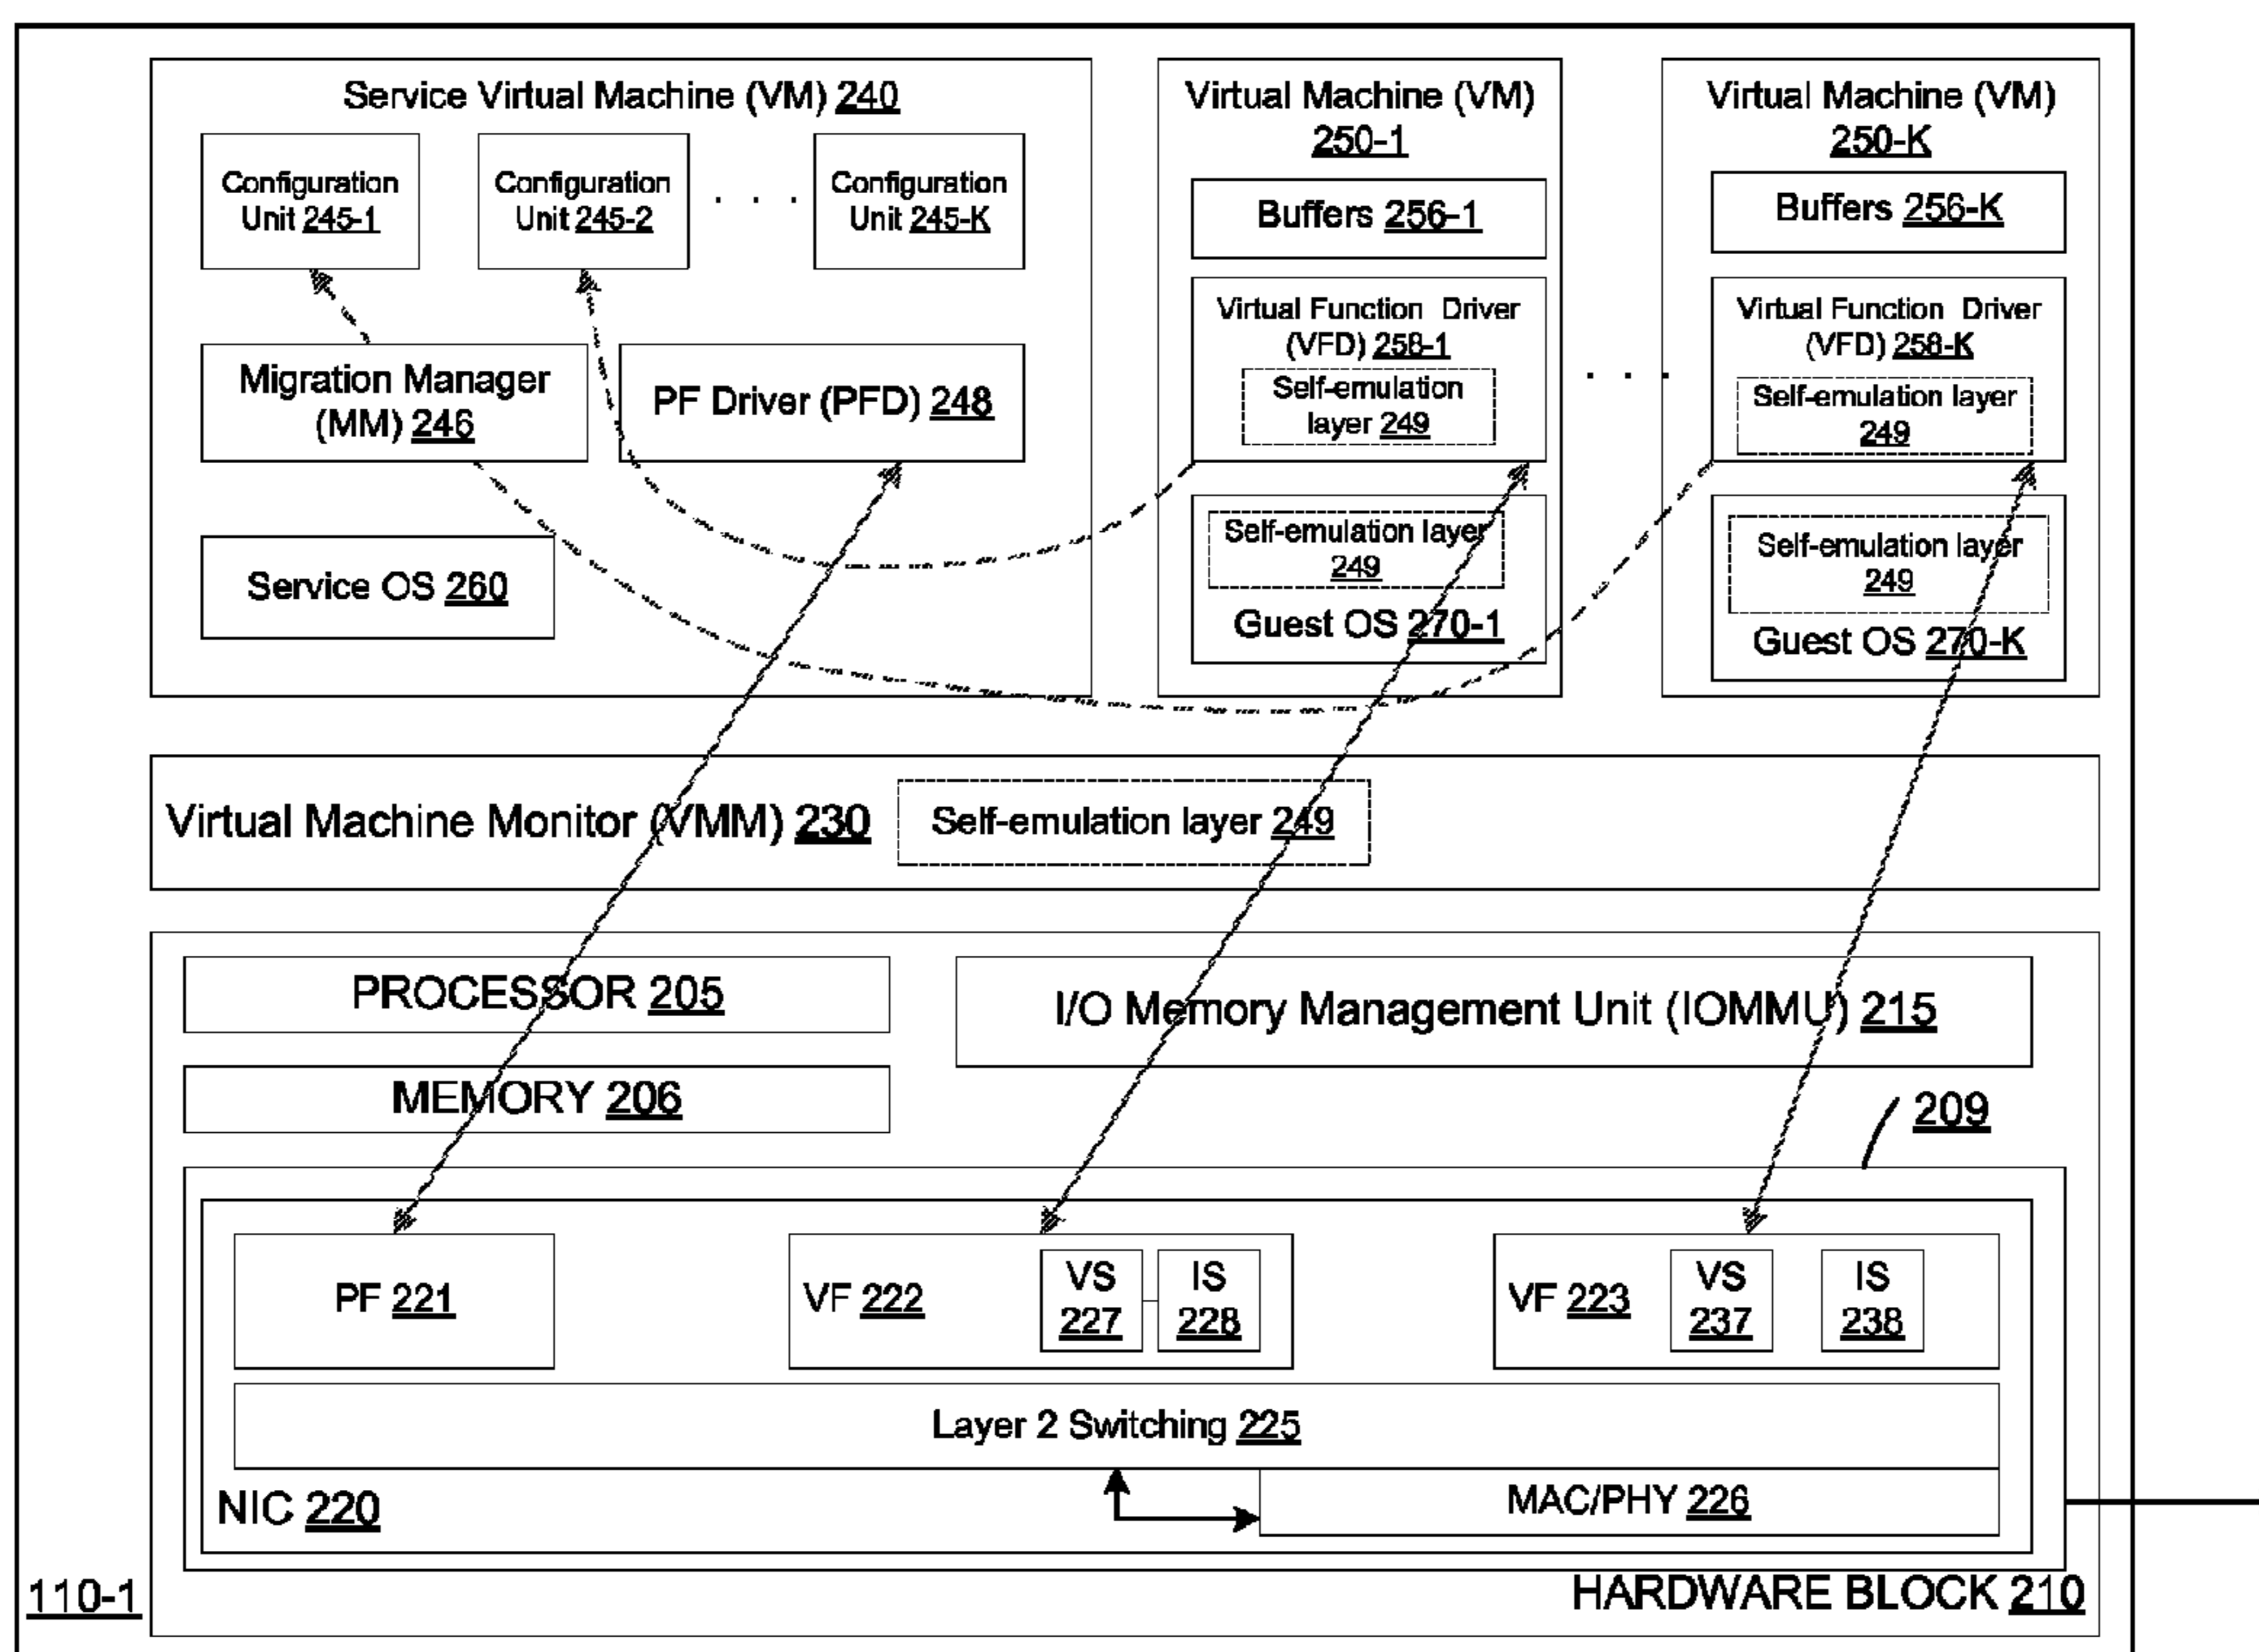 Service Virtual Machine (VM) 240
Configuration
Unit 245-1
Configuration
Unit 245-2
. . .
Configuration
Unit 245-K
Migration Manager
(MM) 246
PF Driver (PFD) 248
Service OS 260
Virtual Machine (VM)
250-1
Buffers 256-1
Virtual Function Driver
(VFD) 258-1
Self-emulation
layer 249
Self-emulation layer
249
Guest OS 270-1
. . .
Virtual Machine (VM)
250-K
Buffers 256-K
Virtual Function Driver
(VFD) 258-K
Self-emulation layer
249
Self-emulation layer
249
Guest OS 270-K
Virtual Machine Monitor (VMM) 230
Self-emulation layer 249
PROCESSOR 205
I/O Memory Management Unit (IOMMU) 215
MEMORY 206
209
PF 221
VF 222
VS
227
IS
228
VF 223
VS
237
IS
238
Layer 2 Switching 225
NIC 220
MAC/PHY 226
110-1
HARDWARE BLOCK 210